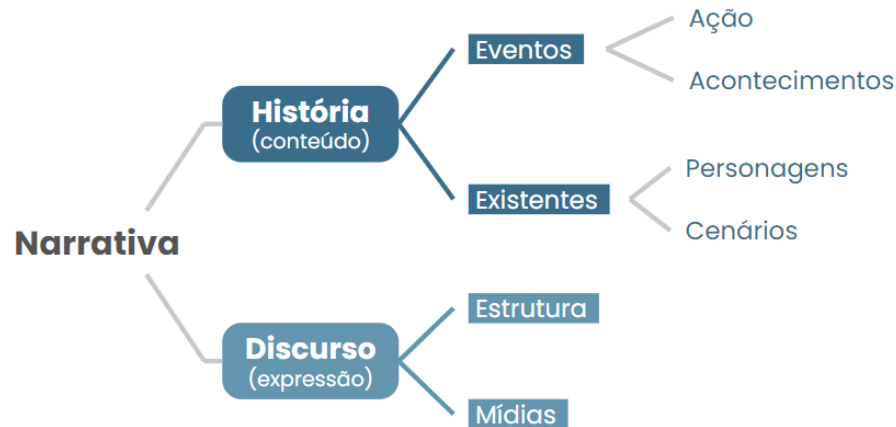 Narrativa
História
(conteúdo)
Eventos
Ação
Acontecimentos
Existentes
Personagens
Cenários
Discurso
(expressão)
Estrutura
Mídias